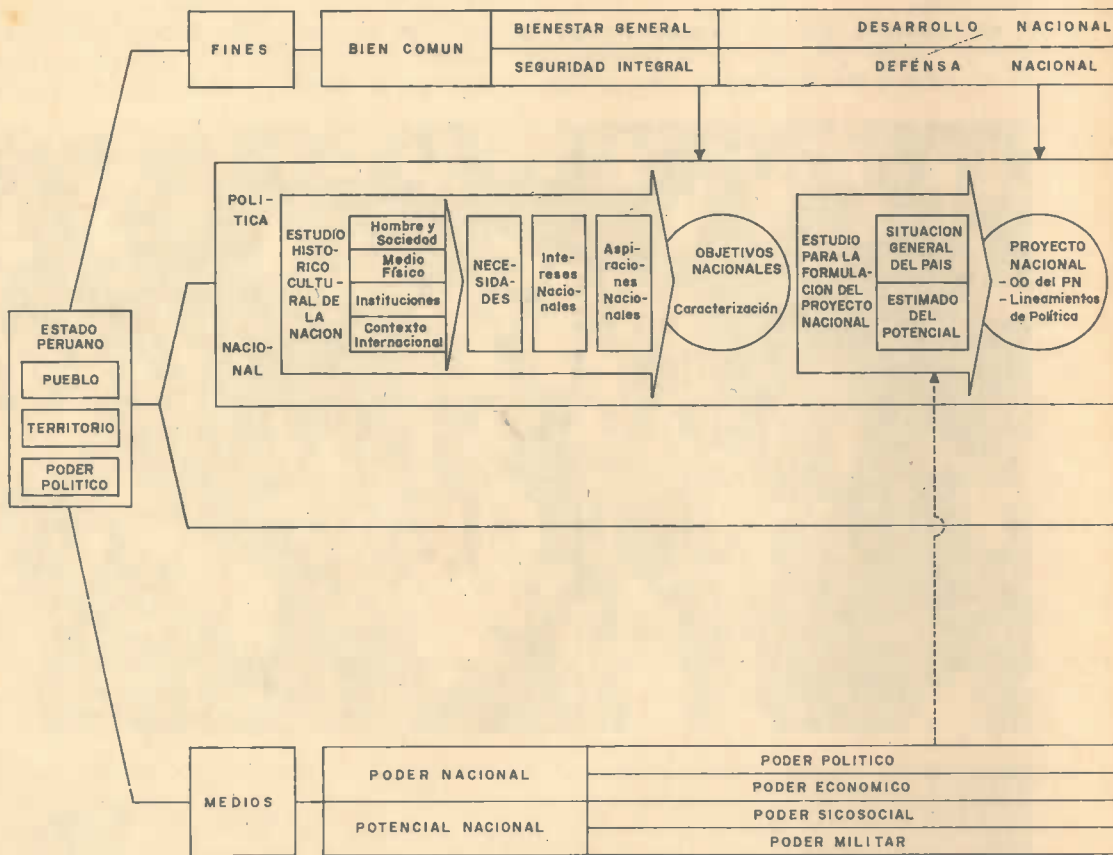 FINES
BIEN COMUN
BIENESTAR GENERAL
DESARROLLO NACIONAL
SEGURIDAD INTEGRAL
DEFÉNSA NACIONAL
POLI-
TICA
NACIO-
NAL
ESTUDIO
HISTO-
RICO
CULTU-
RAL DE
LA
NACION
Hombre y
Sociedad
Medio
Físico
Instituciones
Contexto
Internacional
NECE-
SIDA-
DES
Inte-
reses
Nacio-
nales
Aspi-
racio-
nes
Nacio-
nales
OBJETIVOS
NACIONALES
Caracterización
ESTUDIO
PARA LA
FORMULA-
CION DEL
PROYECTO
NACIONAL
SITUACION
GENERAL
DEL PAIS
ESTIMADO
DEL
POTENCIAL
PROYECTO
NACIONAL
- OO del PN
- Lineamientos
de Política
ESTADO
PERUANO
PUEBLO
TERRITORIO
PODER
POLITICO
MEDIOS
PODER NACIONAL
POTENCIAL NACIONAL
PODER POLITICO
PODER ECONOMICO
PODER SICOSOCIAL
PODER MILITAR